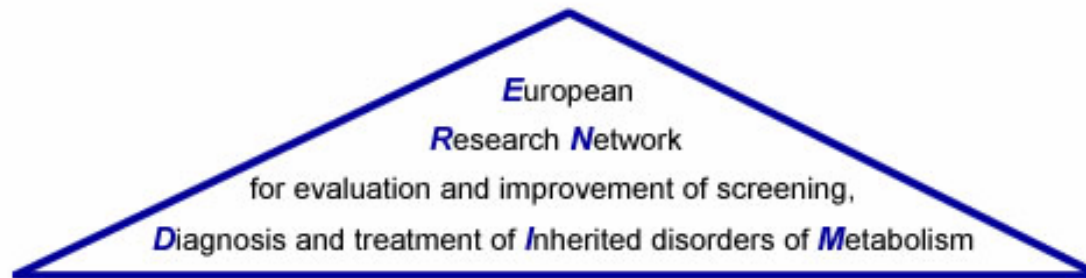 European
Research Network
for evaluation and improvement of screening,
Diagnosis and treatment of Inherited disorders of Metabolism